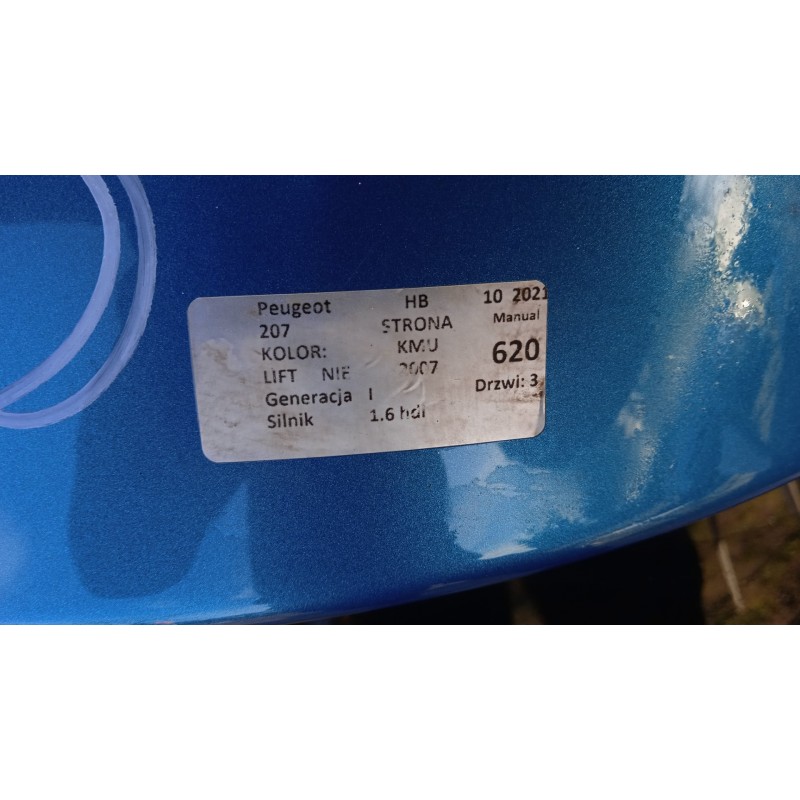 Peugeot HB 10 2021
207 STRONA Manual
KOLOR: KMU 620
LIFT NIE 2007
Generacja I Drzwi: 3
Silnik 1.6 hdi